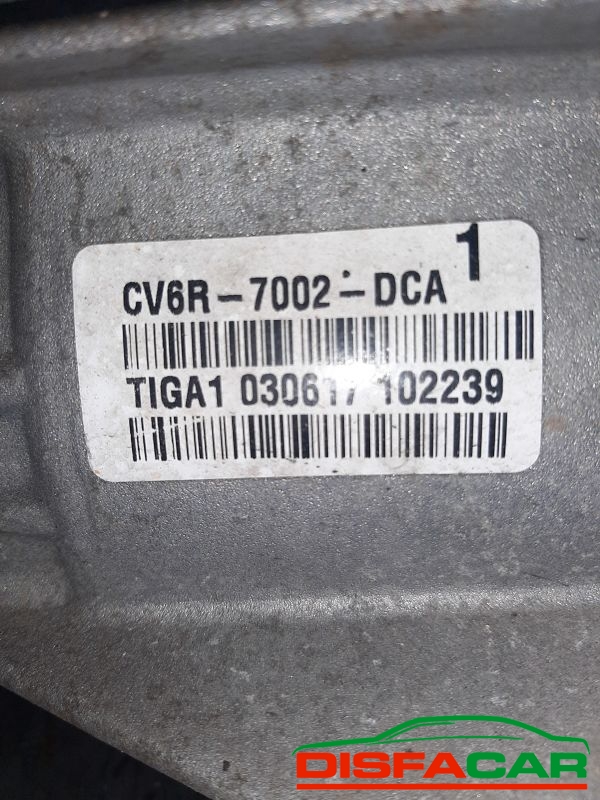 1
CV6R-7002-DCA
TIGA1 030617 102239
DISFACAR